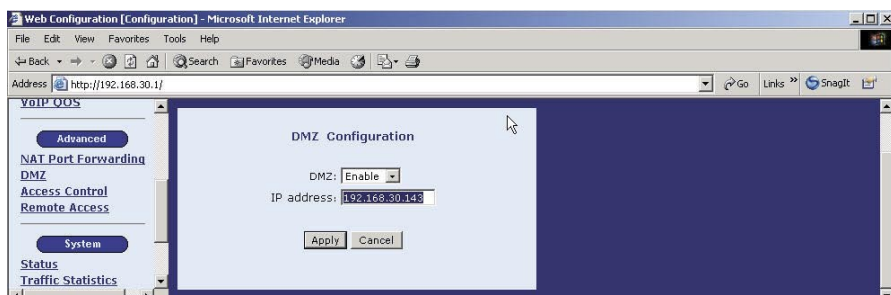 Web Configuration [Configuration] - Microsoft Internet Explorer
File Edit View Favorites Tools Help
Back Search Favorites Media
Address http://192.168.30.1/ Go Links » SnagIt
VoIP QOS
Advanced
NAT Port Forwarding
DMZ
Access Control
Remote Access
System
Status
Traffic Statistics
DMZ Configuration
DMZ: Enable
IP address: 192.168.30.143
Apply Cancel